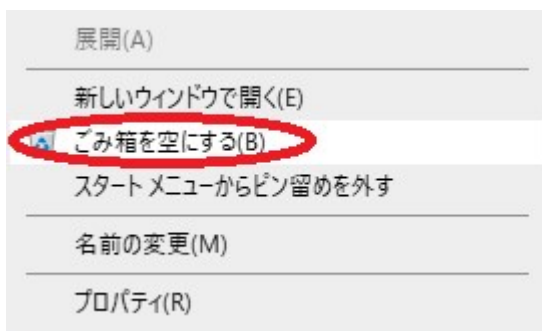 展開(A)
新しいウィンドウで開く(E)
ごみ箱を空にする(B)
スタート メニューからピン留めを外す
名前の変更(M)
プロパティ(R)